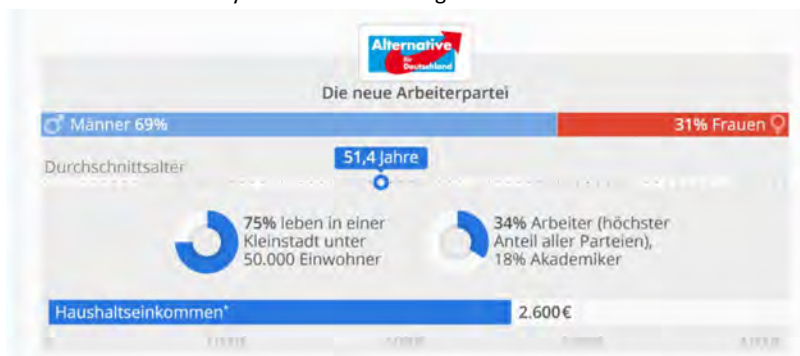 Alternative
für
Deutschland
Die neue Arbeiterpartei
Männer 69%
31% Frauen
Durchschnittsalter
51,4 Jahre
75% leben in einer
Kleinstadt unter
50.000 Einwohner
34% Arbeiter (höchster
Anteil aller Parteien),
18% Akademiker
Haushaltseinkommen*
2.600€